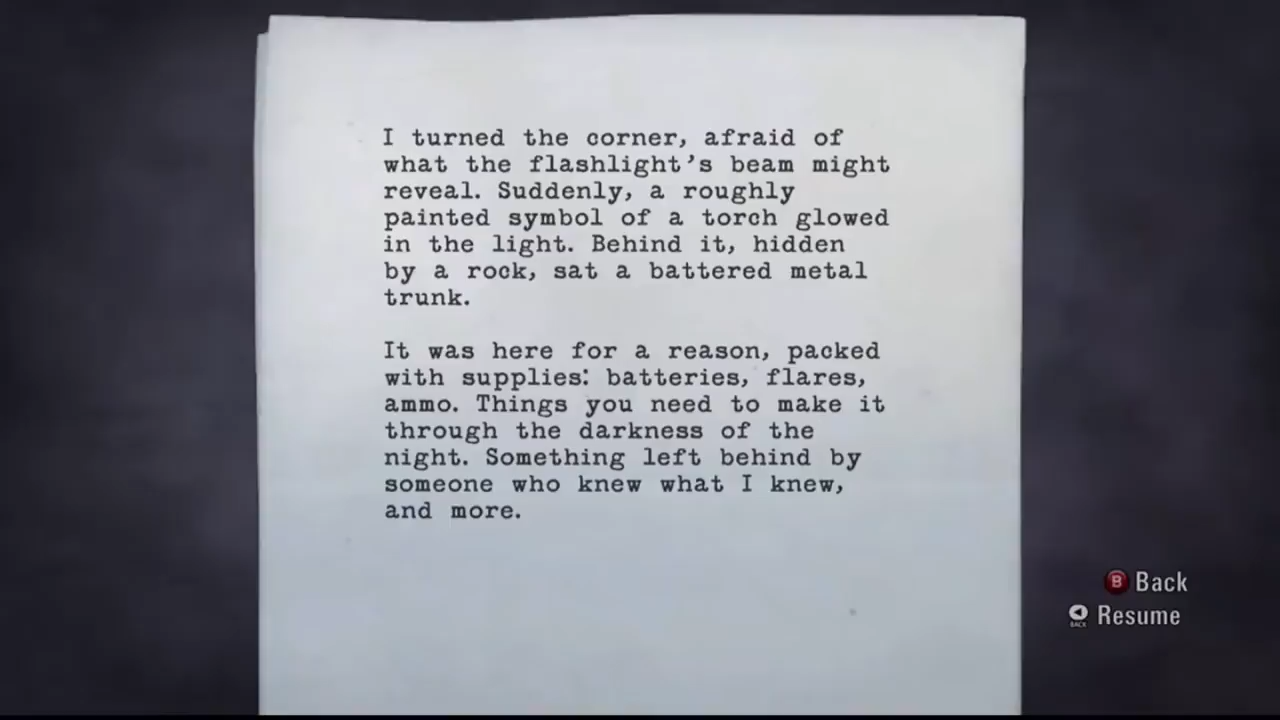 I turned the corner, afraid of
what the flashlight's beam might
reveal. Suddenly, a roughly
painted symbol of a torch glowed
in the light. Behind it, hidden
by a rock, sat a battered metal
trunk.
It was here for a reason, packed
with supplies: batteries, flares,
ammo. Things you need to make it
through the darkness of the
night. Something left behind by
someone who knew what I knew,
and more.
B Back
BACK Resume